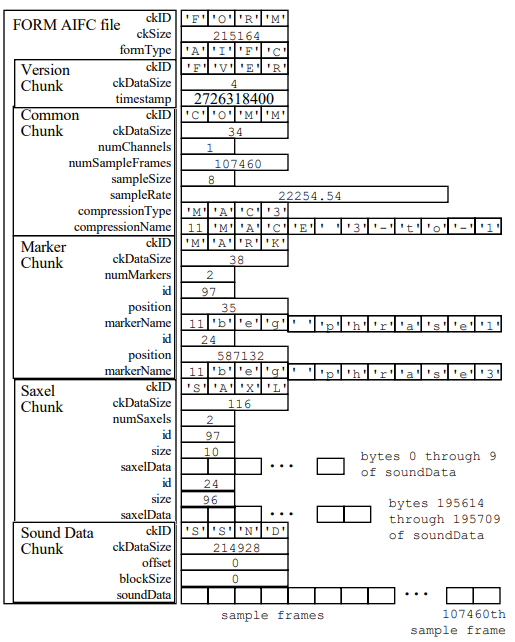 FORM AIFC file ckID 'F' 'O' 'R' 'M'
ckSize 215164
formType 'A' 'I' 'F' 'C'
Version Chunk ckID 'F' 'V' 'E' 'R'
ckDataSize 4
timestamp 2726318400
Common Chunk ckID 'C' 'O' 'M' 'M'
ckDataSize 34
numChannels 1
numSampleFrames 107460
sampleSize 8
sampleRate 22254.54
compressionType 'M' 'A' 'C' '3'
compressionName 11 'M' 'A' 'C' 'E' ' ' '3' '-' 't' 'o' '-' '1'
Marker Chunk ckID 'M' 'A' 'R' 'K'
ckDataSize 38
numMarkers 2
id 97
position 35
markerName 11 'b' 'e' 'g' ' ' 'p' 'h' 'r' 'a' 's' 'e' '1'
id 24
position 587132
markerName 11 'b' 'e' 'g' ' ' 'p' 'h' 'r' 'a' 's' 'e' '3'
Saxel Chunk ckID 'S' 'A' 'X' 'L'
ckDataSize 116
numSaxels 2
id 97
size 10
saxelData ••• bytes 0 through 9
of soundData
id 24
size 96
saxelData ••• bytes 195614
through 195709
of soundData
Sound Data Chunk ckID 'S' 'S' 'N' 'D'
ckDataSize 214928
offset 0
blockSize 0
soundData •••
sample frames 107460th
sample frame